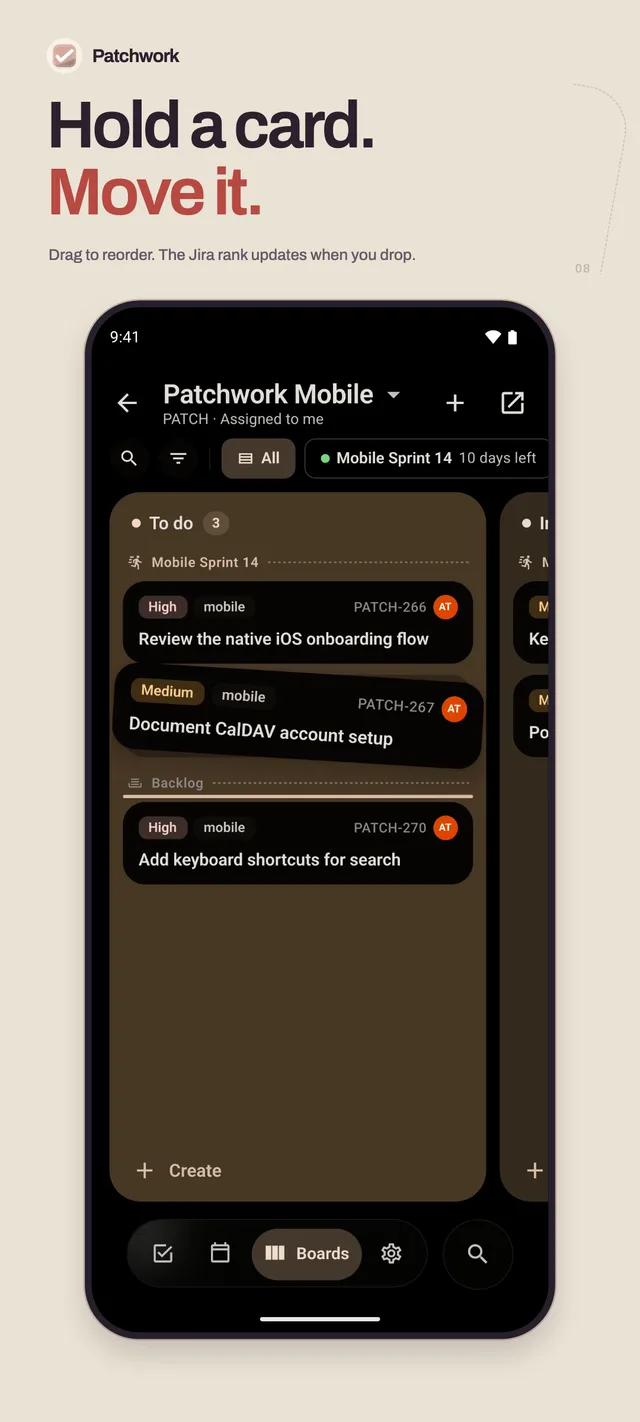 Patchwork
Hold a card.
Move it.
Drag to reorder. The Jira rank updates when you drop.
08
9:41
Patchwork Mobile
PATCH · Assigned to me
All
Mobile Sprint 14 10 days left
To do 3
Mobile Sprint 14
High mobile PATCH-266 AT
Review the native iOS onboarding flow
Medium mobile PATCH-267 AT
Document CalDAV account setup
Backlog
High mobile PATCH-270 AT
Add keyboard shortcuts for search
Create
M
Ke
M
Po
Boards